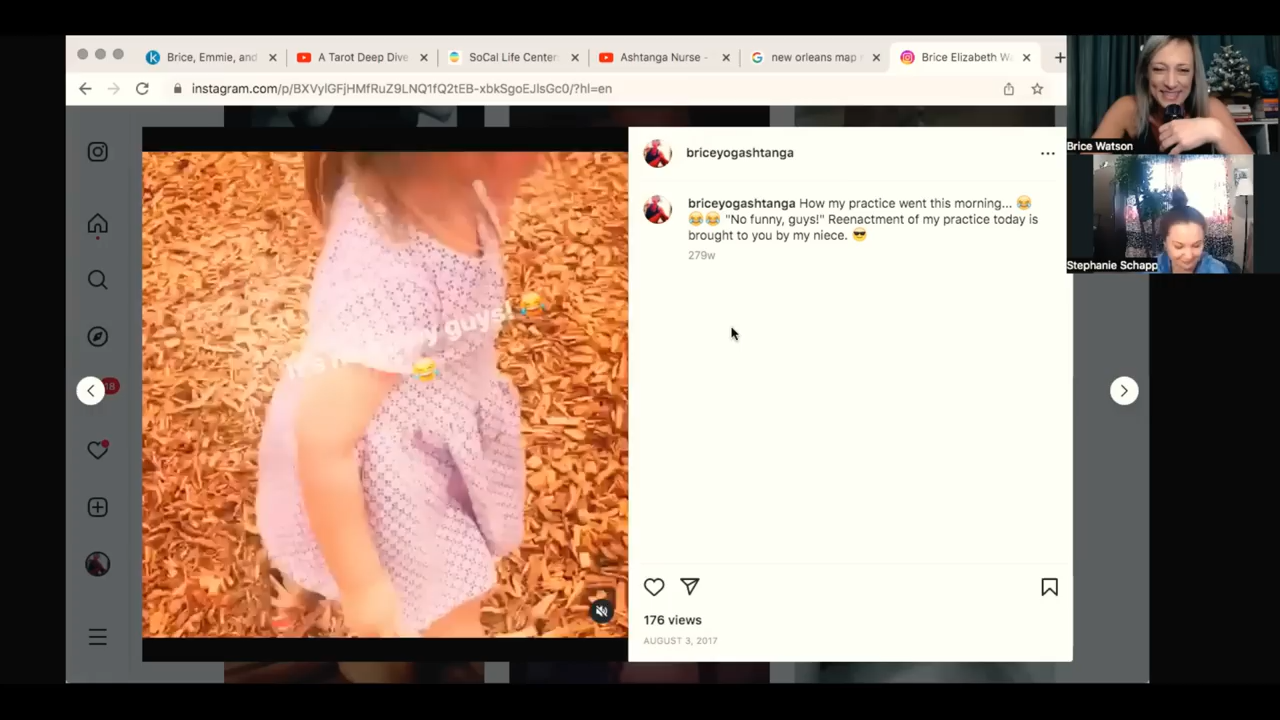 Brice, Emmie, and
A Tarot Deep Dive
SoCal Life Center
Ashtanga Nurse -
new orleans map
Brice Elizabeth W
instagram.com/p/BXVylGFjHMfRuZ9LNQ1fQ2tEB-xbkSgoEJlsGc0/?hl=en
Brice Watson
briceyogashtanga
briceyogashtanga How my practice went this morning... 😂
😂😂 "No funny, guys!" Reenactment of my practice today is
brought to you by my niece. 😎
279w
Stephanie Schapp
guys! 😂
😂
18
176 views
AUGUST 3, 2017